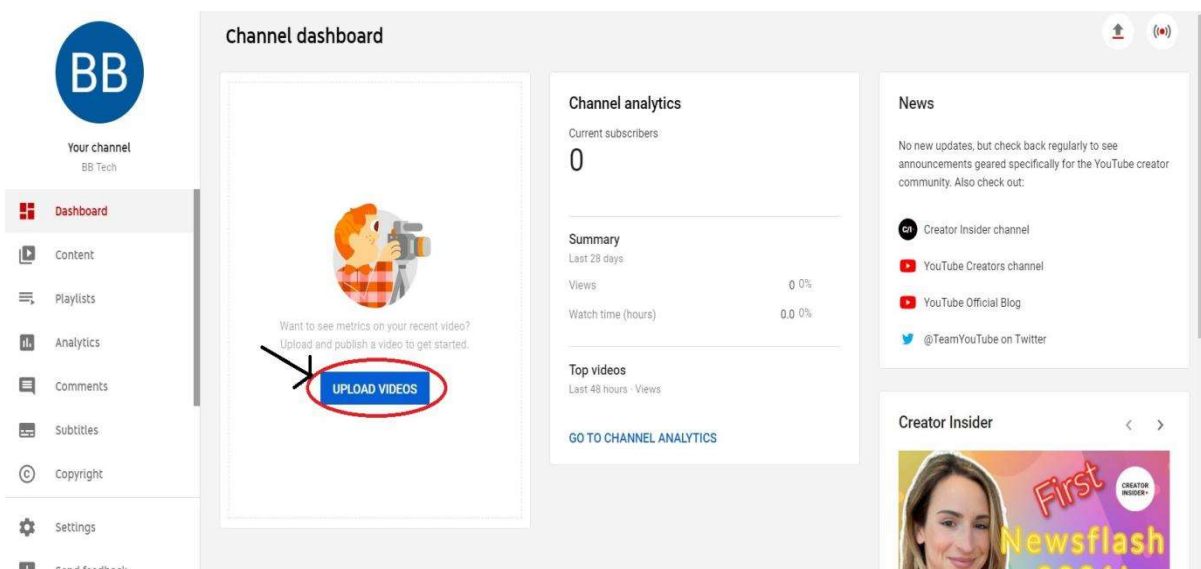 BB
Your channel
BB Tech
Dashboard
Content
Playlists
Analytics
Comments
Subtitles
Copyright
Settings
Send feedback
Channel dashboard
Want to see metrics on your recent video?
Upload and publish a video to get started.
UPLOAD VIDEOS
Channel analytics
Current subscribers
0
Summary
Last 28 days
Views 0 0%
Watch time (hours) 0.0 0%
Top videos
Last 48 hours · Views
GO TO CHANNEL ANALYTICS
News
No new updates, but check back regularly to see
announcements geared specifically for the YouTube creator
community. Also check out:
C/I
Creator Insider channel
YouTube Creators channel
YouTube Official Blog
@TeamYouTube on Twitter
Creator Insider
First
CREATOR
INSIDER
Newsflash